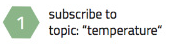 1
subscribe to
topic: “temperature“